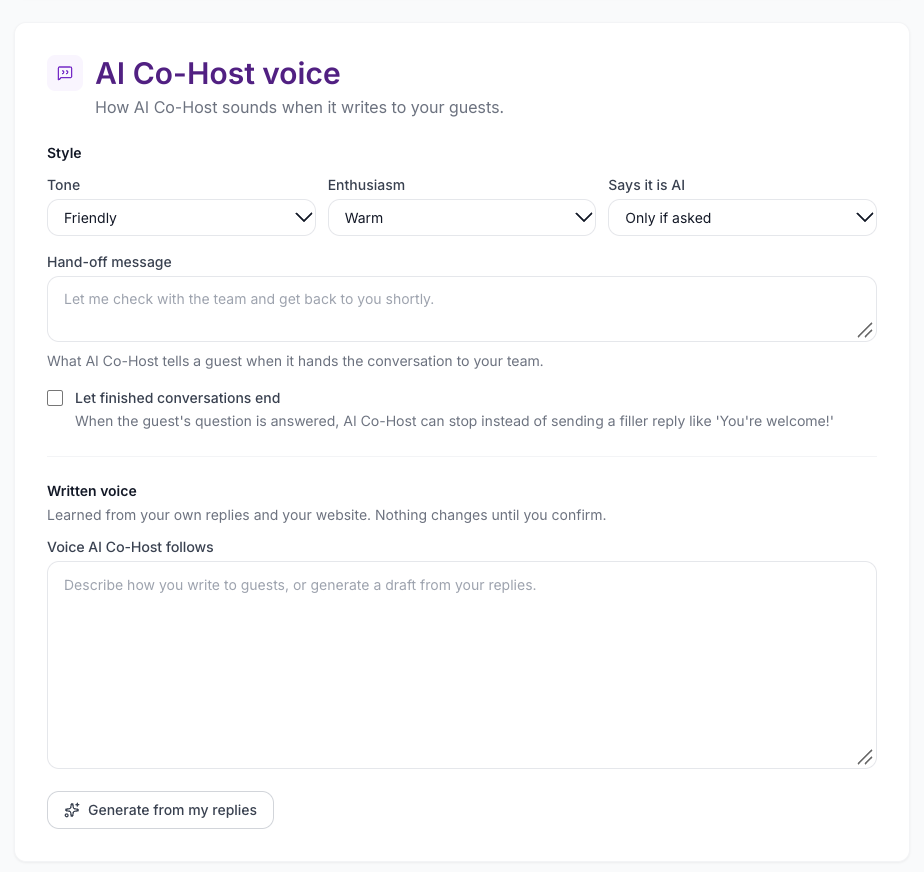 AI Co-Host voice
How AI Co-Host sounds when it writes to your guests.
Style
Tone
Enthusiasm
Says it is AI
Friendly
Warm
Only if asked
Hand-off message
Let me check with the team and get back to you shortly.
What AI Co-Host tells a guest when it hands the conversation to your team.
Let finished conversations end
When the guest's question is answered, AI Co-Host can stop instead of sending a filler reply like 'You're welcome!'
Written voice
Learned from your own replies and your website. Nothing changes until you confirm.
Voice AI Co-Host follows
Describe how you write to guests, or generate a draft from your replies.
Generate from my replies